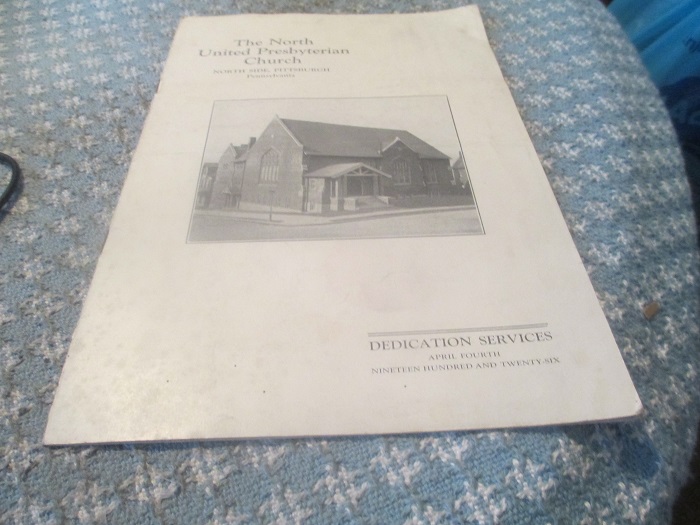 The North
United Presbyterian
Church
NORTH SIDE, PITTSBURGH
Pennsylvania
DEDICATION SERVICES
APRIL FOURTH
NINETEEN HUNDRED AND TWENTY-SIX